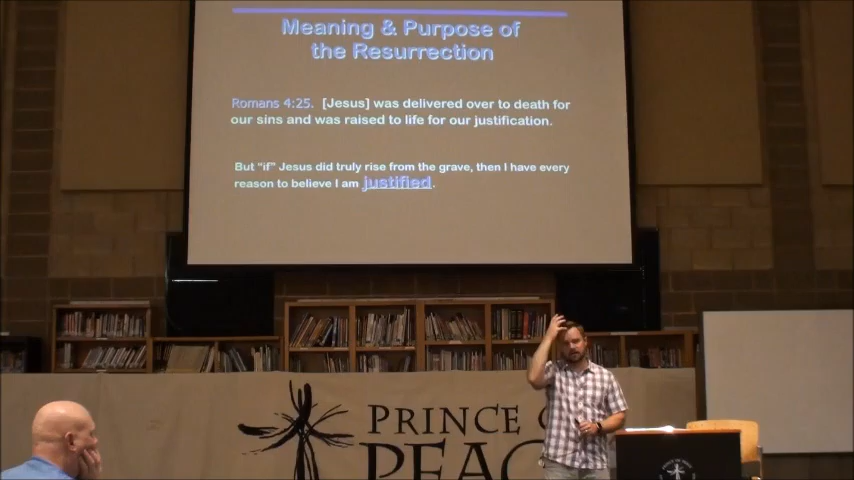 Meaning & Purpose of
the Resurrection
Romans 4:25. [Jesus] was delivered over to death for
our sins and was raised to life for our justification.
But “if” Jesus did truly rise from the grave, then I have every
reason to believe I am justified.
PRINCE
PEAC